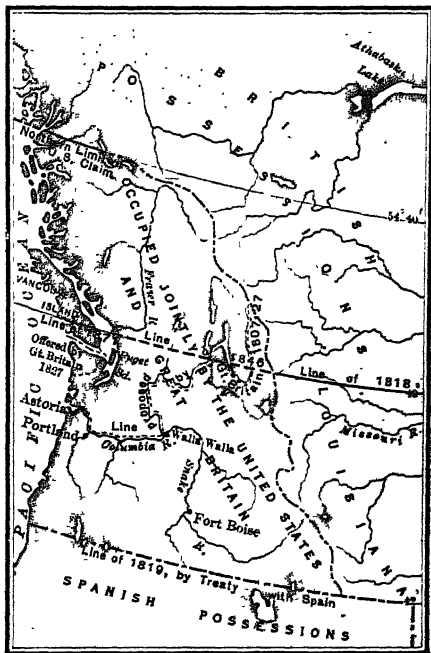 BRITISH
POSSESSIONS
Athabaska
Lake
Northern Limit
U.S. Claim
54° 40'
OCCUPIED JOINTLY BY THE UNITED STATES
AND GREAT BRITAIN
Fraser R.
PACIFIC OCEAN
VANCOUVER
ISLAND
Line
of
1846
Line of 1818
49
Offered by
Gt. Britain
1827
Puget
Sd.
Astoria
Portland
Line
Columbia
R.
Walla Walla
Snake
R.
Fort Boise
Missouri R.
LOUISIANA
Line of 1819, by Treaty with Spain
42°
SPANISH POSSESSIONS